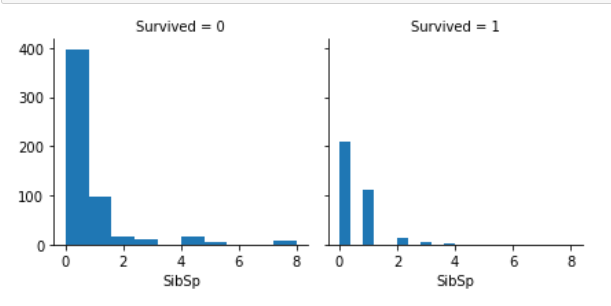 Survived = 0 Survived = 1
400
300
200
100
0
0 2 4 6 8 0 2 4 6 8
SibSp SibSp